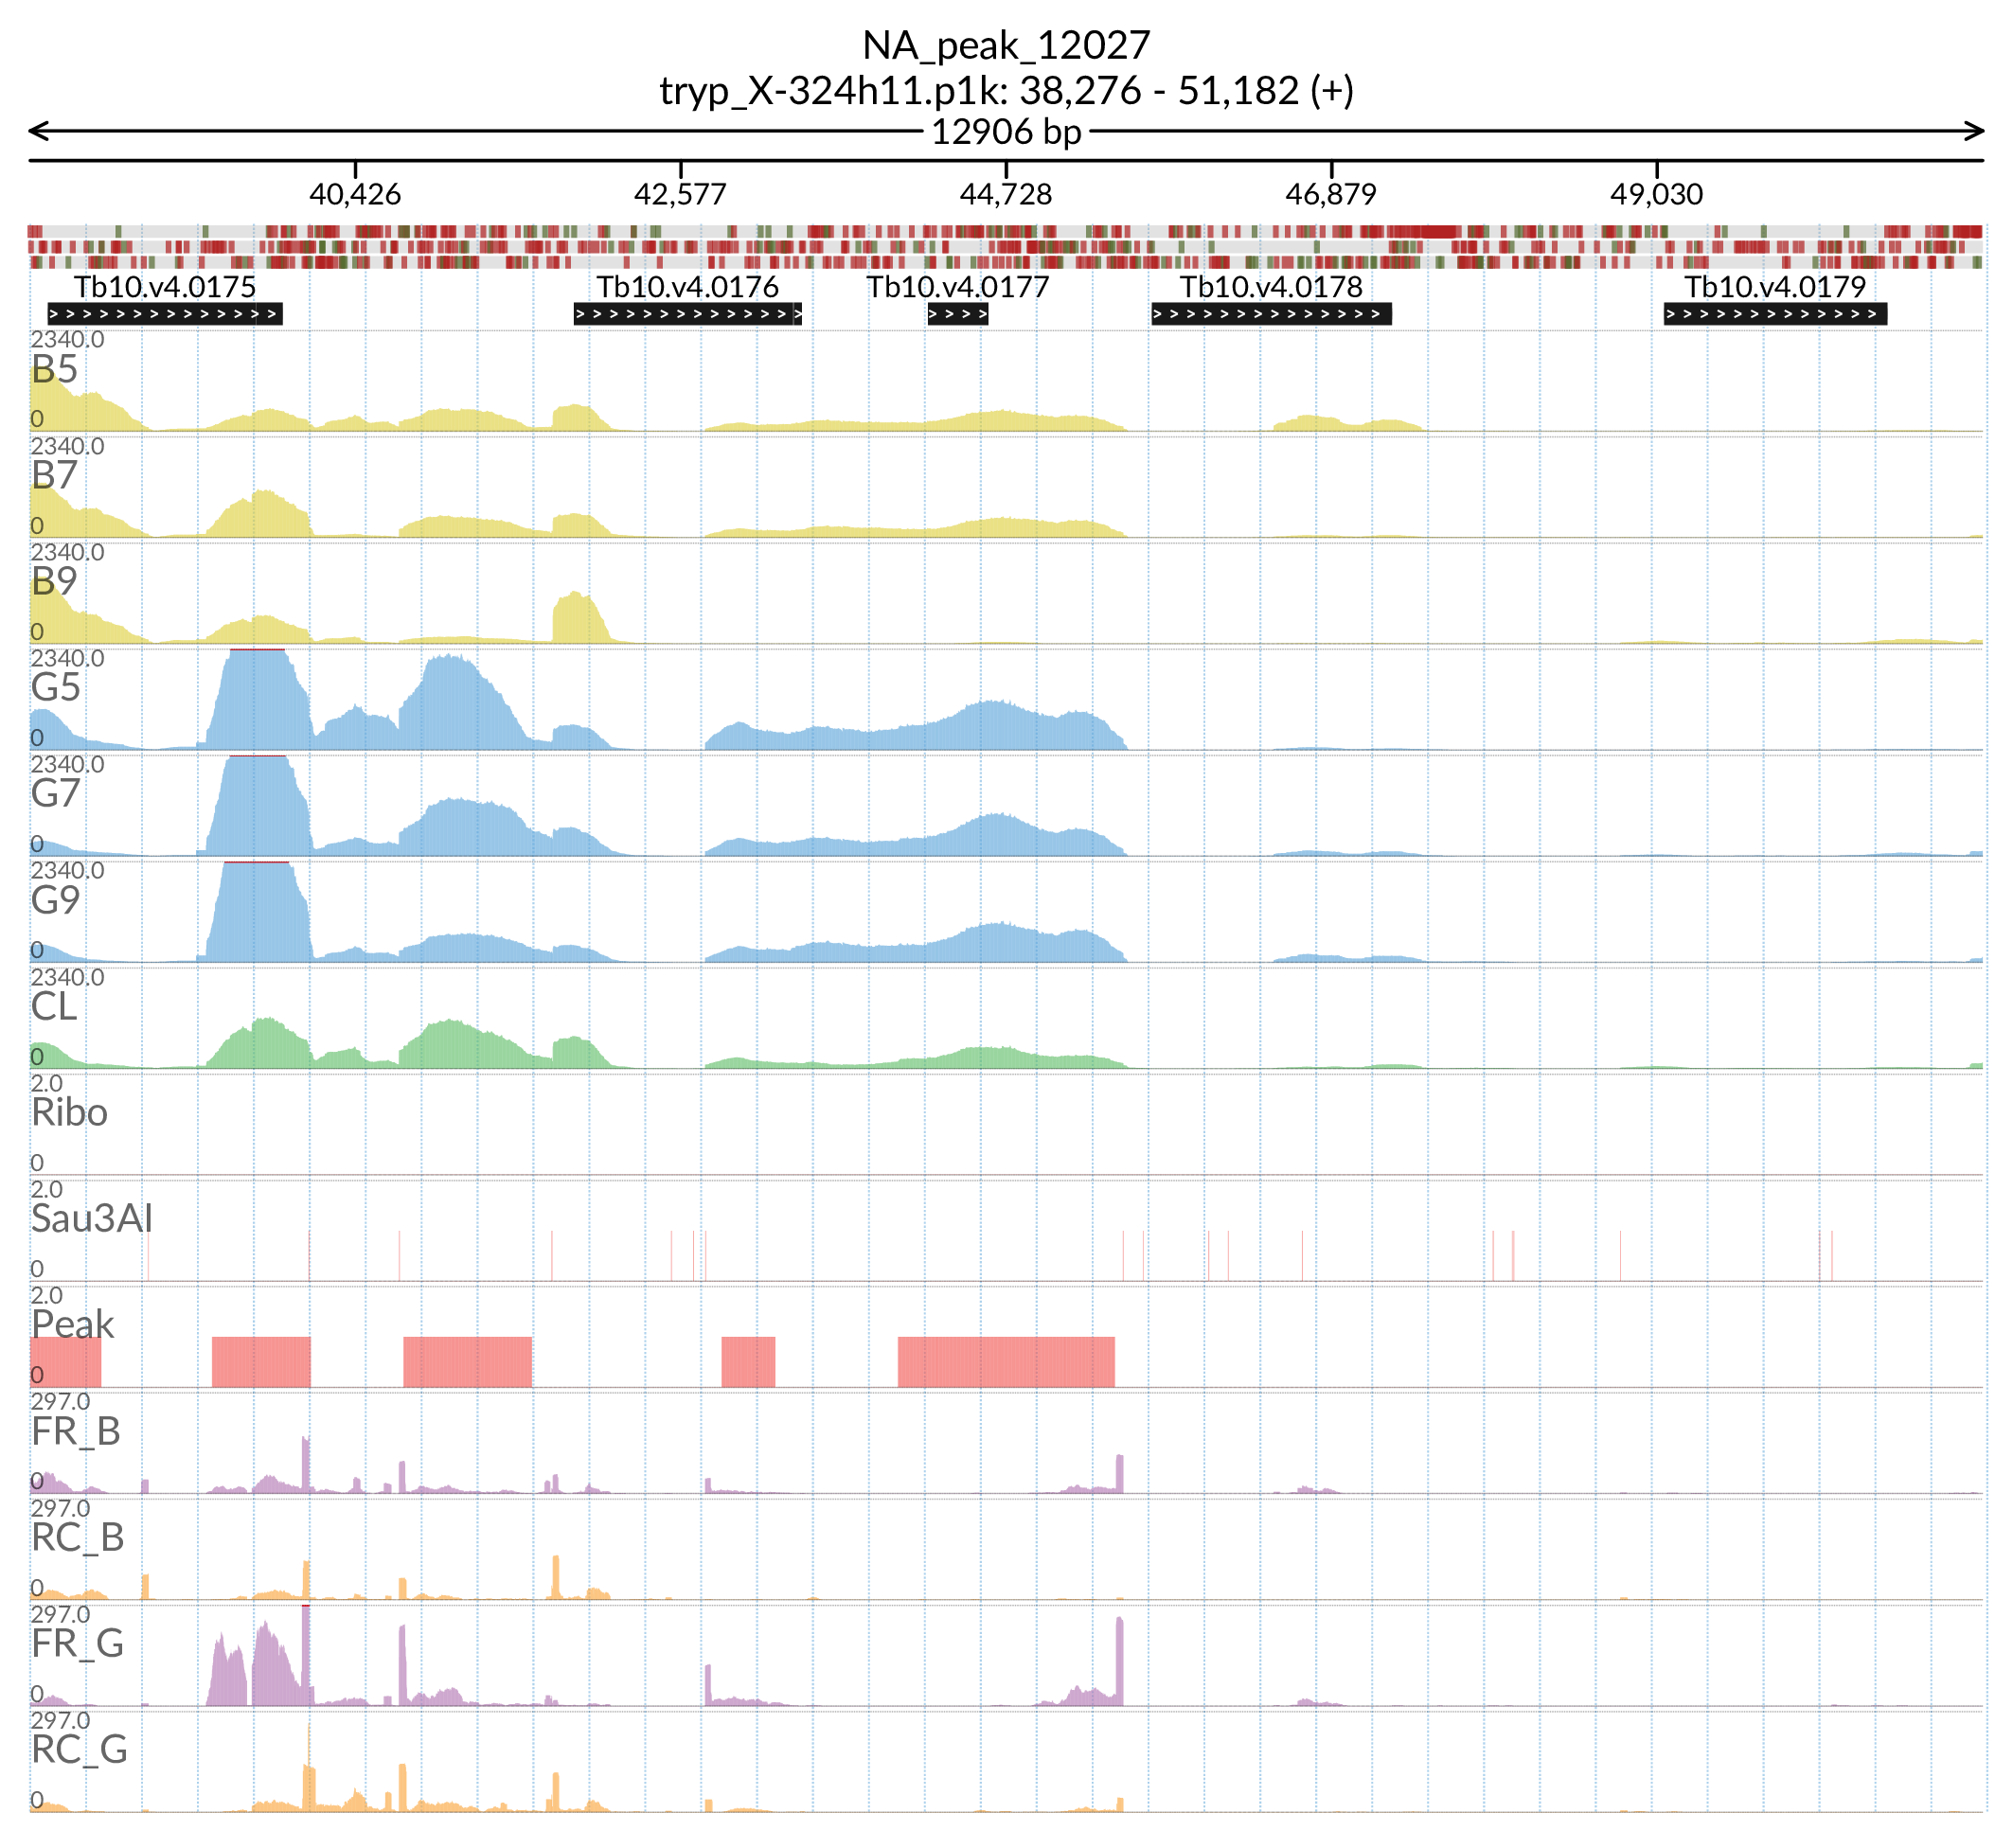 NA_peak_12027
tryp_X-324h11.p1k: 38,276 - 51,182 (+)
12906 bp
40,426 42,577 44,728 46,879 49,030
Tb10.v4.0175 Tb10.v4.0176 Tb10.v4.0177 Tb10.v4.0178 Tb10.v4.0179
2340.0
B5
0
2340.0
B7
0
2340.0
B9
0
2340.0
G5
0
2340.0
G7
0
2340.0
G9
0
2340.0
CL
0
2.0
Ribo
0
2.0
Sau3AI
0
2.0
Peak
0
297.0
FR_B
0
297.0
RC_B
0
297.0
FR_G
0
297.0
RC_G
0